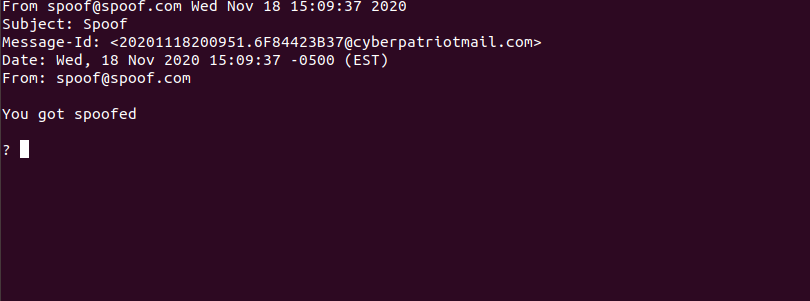 From spoof@spoof.com Wed Nov 18 15:09:37 2020
Subject: Spoof
Message-Id: <20201118200951.6F84423B37@cyberpatriotmail.com>
Date: Wed, 18 Nov 2020 15:09:37 -0500 (EST)
From: spoof@spoof.com
You got spoofed
?